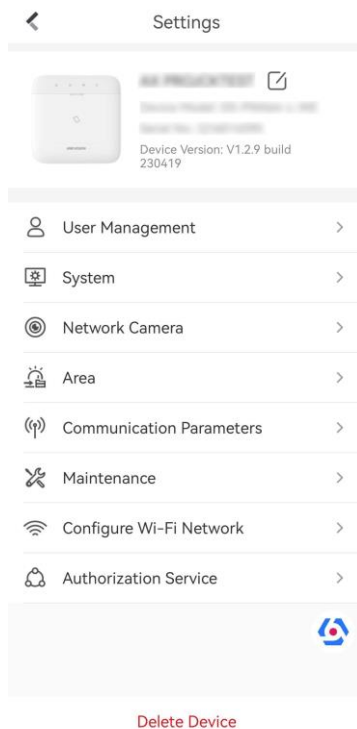 Settings
Device Version: V1.2.9 build
230419
User Management
System
Network Camera
Area
Communication Parameters
Maintenance
Configure Wi-Fi Network
Authorization Service
Delete Device